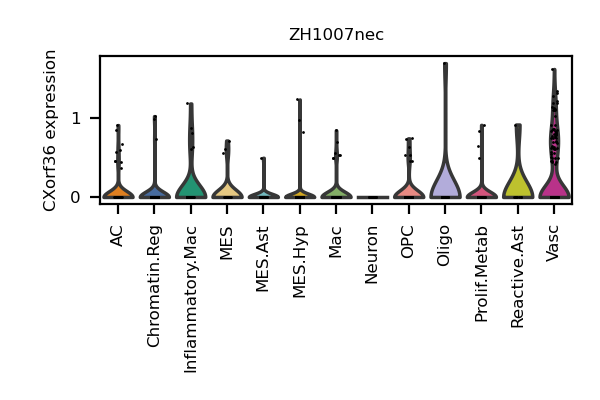 ZH1007nec
CXorf36 expression
1
0
AC
Chromatin.Reg
Inflammatory.Mac
MES
MES.Ast
MES.Hyp
Mac
Neuron
OPC
Oligo
Prolif.Metab
Reactive.Ast
Vasc